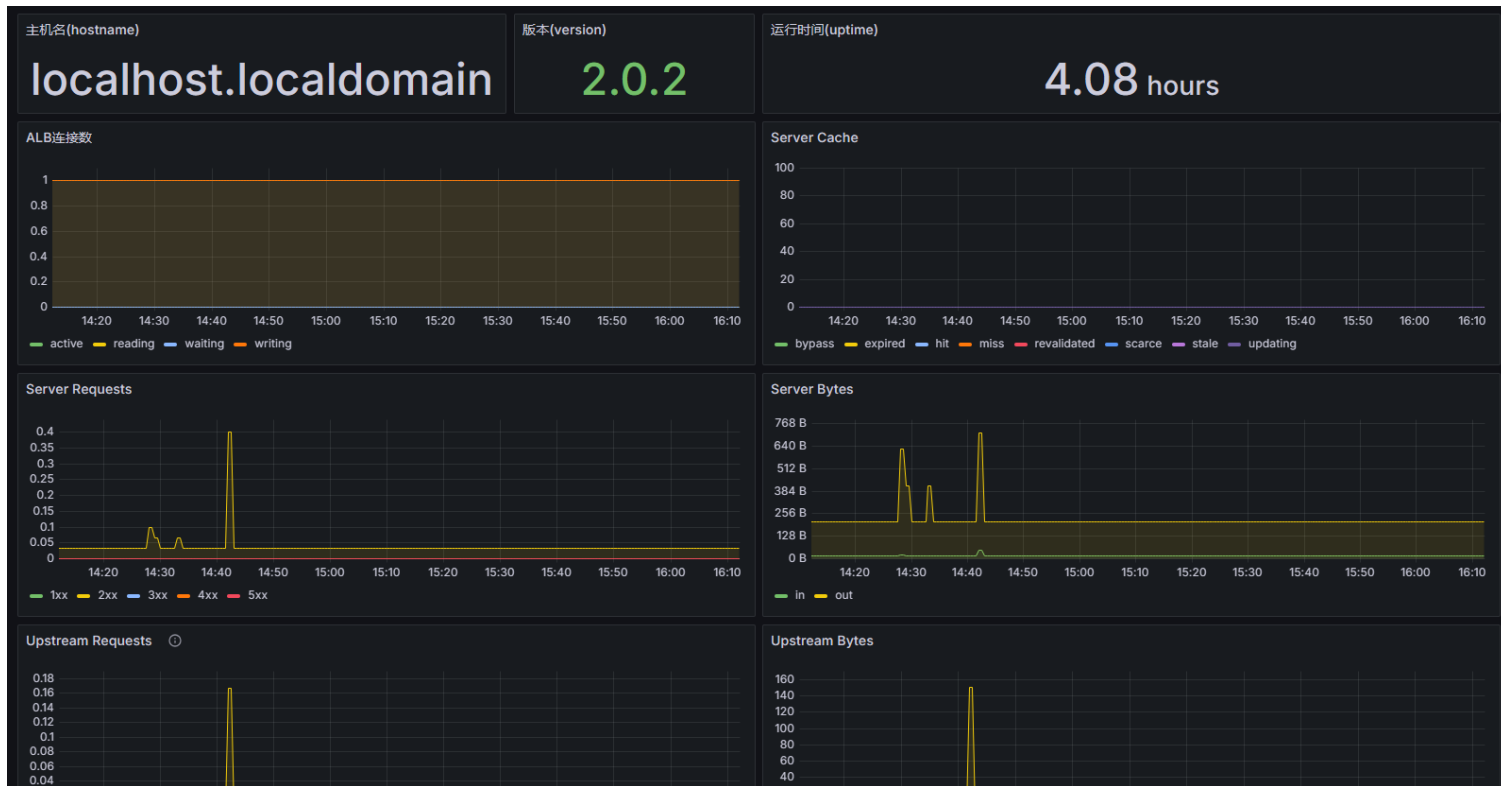 主机名(hostname)
版本(version)
运行时间(uptime)
localhost.localdomain
2.0.2
4.08 hours
ALB连接数
1
0.8
0.6
0.4
0.2
0
14:20 14:30 14:40 14:50 15:00 15:10 15:20 15:30 15:40 15:50 16:00 16:10
active reading waiting writing
Server Cache
100
80
60
40
20
0
14:20 14:30 14:40 14:50 15:00 15:10 15:20 15:30 15:40 15:50 16:00 16:10
bypass expired hit miss revalidated scarce stale updating
Server Requests
0.4
0.35
0.3
0.25
0.2
0.15
0.1
0.05
0
14:20 14:30 14:40 14:50 15:00 15:10 15:20 15:30 15:40 15:50 16:00 16:10
1xx 2xx 3xx 4xx 5xx
Server Bytes
768 B
640 B
512 B
384 B
256 B
128 B
0 B
14:20 14:30 14:40 14:50 15:00 15:10 15:20 15:30 15:40 15:50 16:00 16:10
in out
Upstream Requests
0.18
0.16
0.14
0.12
0.1
0.08
0.06
0.04
Upstream Bytes
160
140
120
100
80
60
40